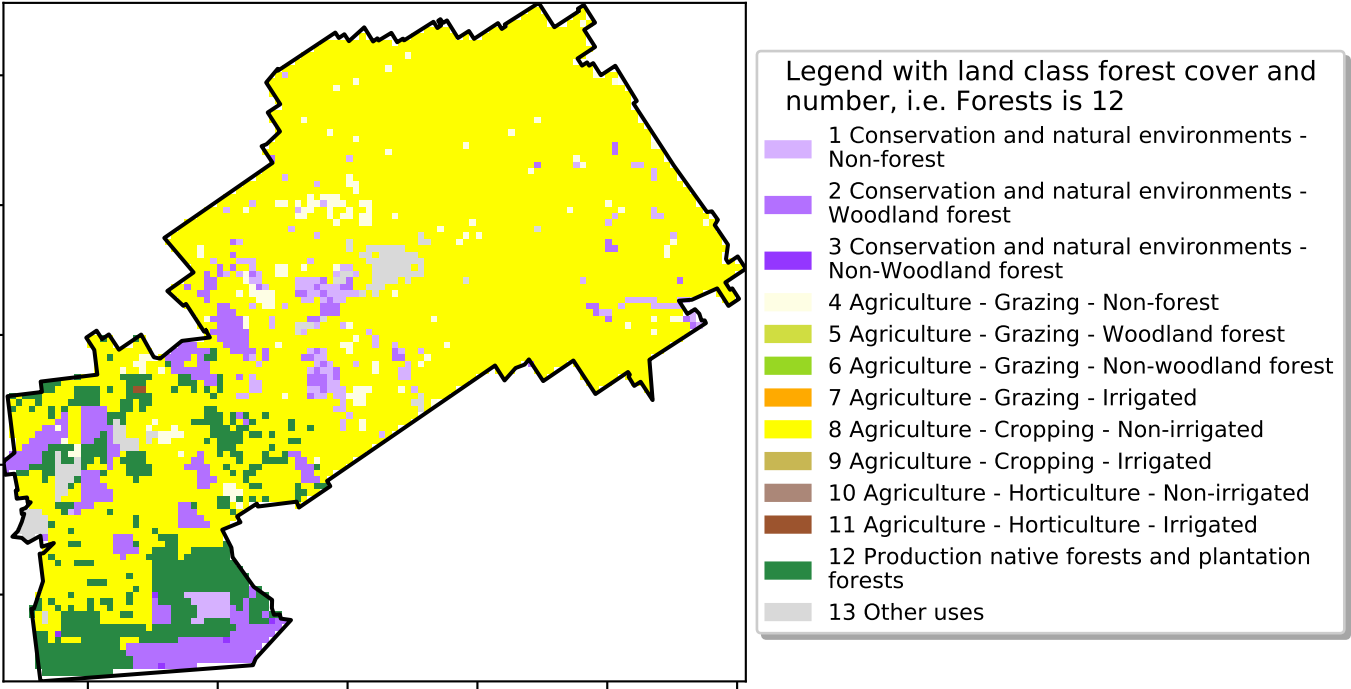 Legend with land class forest cover and
number, i.e. Forests is 12
1 Conservation and natural environments -
Non-forest
2 Conservation and natural environments -
Woodland forest
3 Conservation and natural environments -
Non-Woodland forest
4 Agriculture - Grazing - Non-forest
5 Agriculture - Grazing - Woodland forest
6 Agriculture - Grazing - Non-woodland forest
7 Agriculture - Grazing - Irrigated
8 Agriculture - Cropping - Non-irrigated
9 Agriculture - Cropping - Irrigated
10 Agriculture - Horticulture - Non-irrigated
11 Agriculture - Horticulture - Irrigated
12 Production native forests and plantation
forests
13 Other uses